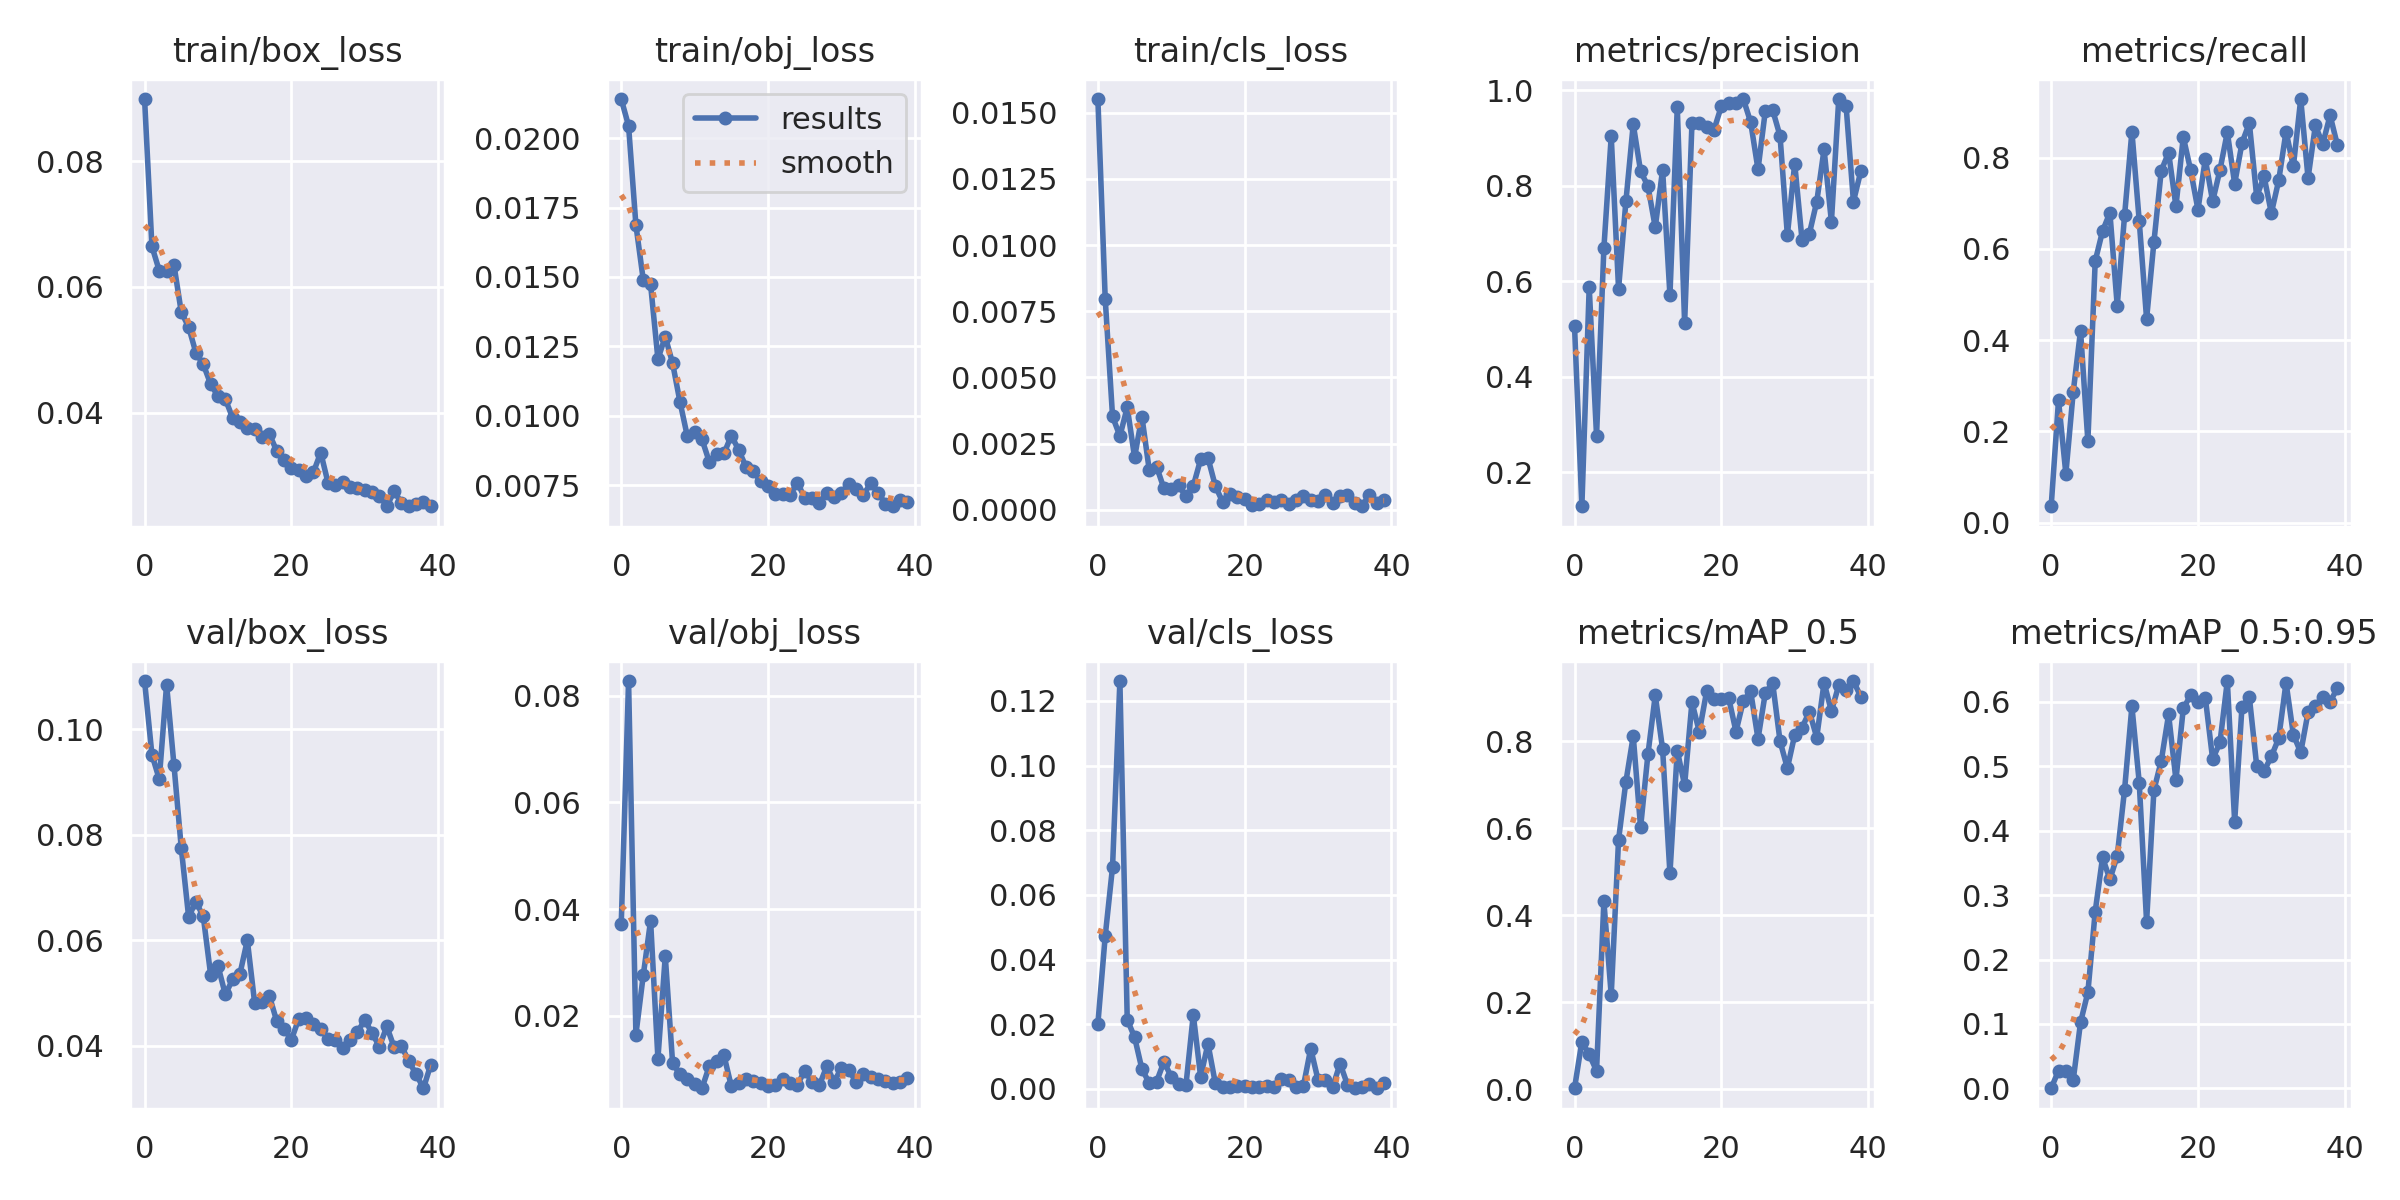 train/box_loss
train/obj_loss
train/cls_loss
metrics/precision
metrics/recall
0.08
0.06
0.04
0 20 40
results
smooth
0.0200
0.0175
0.0150
0.0125
0.0100
0.0075
0 20 40
0.0150
0.0125
0.0100
0.0075
0.0050
0.0025
0.0000
0 20 40
1.0
0.8
0.6
0.4
0.2
0 20 40
0.8
0.6
0.4
0.2
0.0
0 20 40
val/box_loss
val/obj_loss
val/cls_loss
metrics/mAP_0.5
metrics/mAP_0.5:0.95
0.10
0.08
0.06
0.04
0 20 40
0.08
0.06
0.04
0.02
0 20 40
0.12
0.10
0.08
0.06
0.04
0.02
0.00
0 20 40
0.8
0.6
0.4
0.2
0.0
0 20 40
0.6
0.5
0.4
0.3
0.2
0.1
0.0
0 20 40